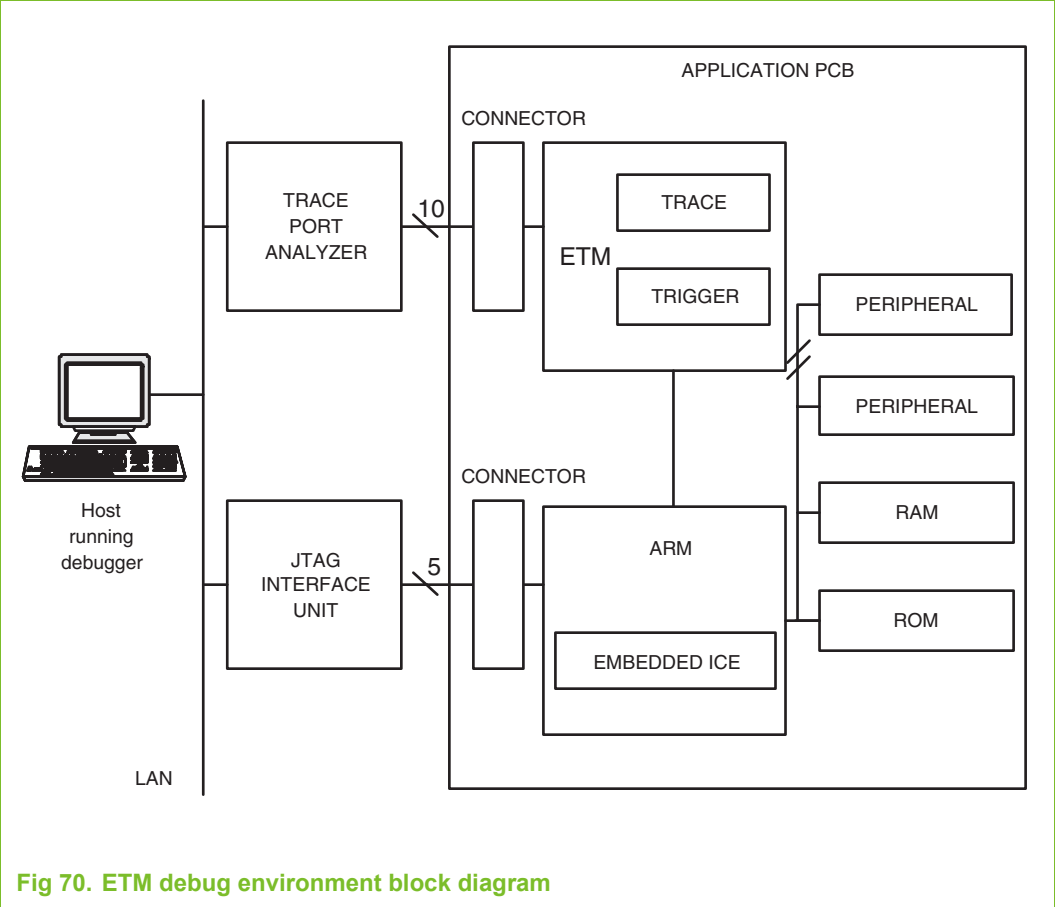 APPLICATION PCB
CONNECTOR
TRACE
PORT
ANALYZER
10
TRACE
ETM
TRIGGER
PERIPHERAL
PERIPHERAL
Host
running
debugger
CONNECTOR
JTAG
INTERFACE
UNIT
5
ARM
EMBEDDED ICE
RAM
ROM
LAN
Fig 70. ETM debug environment block diagram